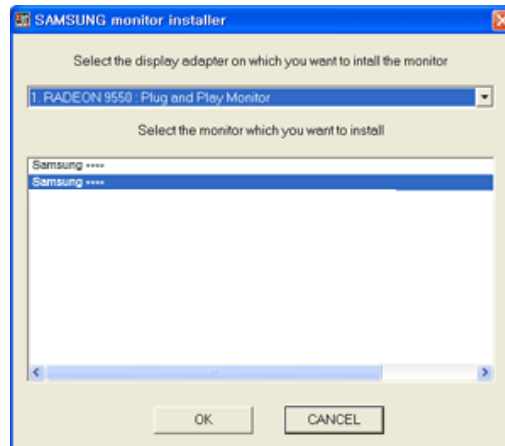 SAMSUNG monitor installer
Select the display adapter on which you want to intall the monitor
1. RADEON 9550 : Plug and Play Monitor
Select the monitor which you want to install
Samsung ****
Samsung ****
OK
CANCEL